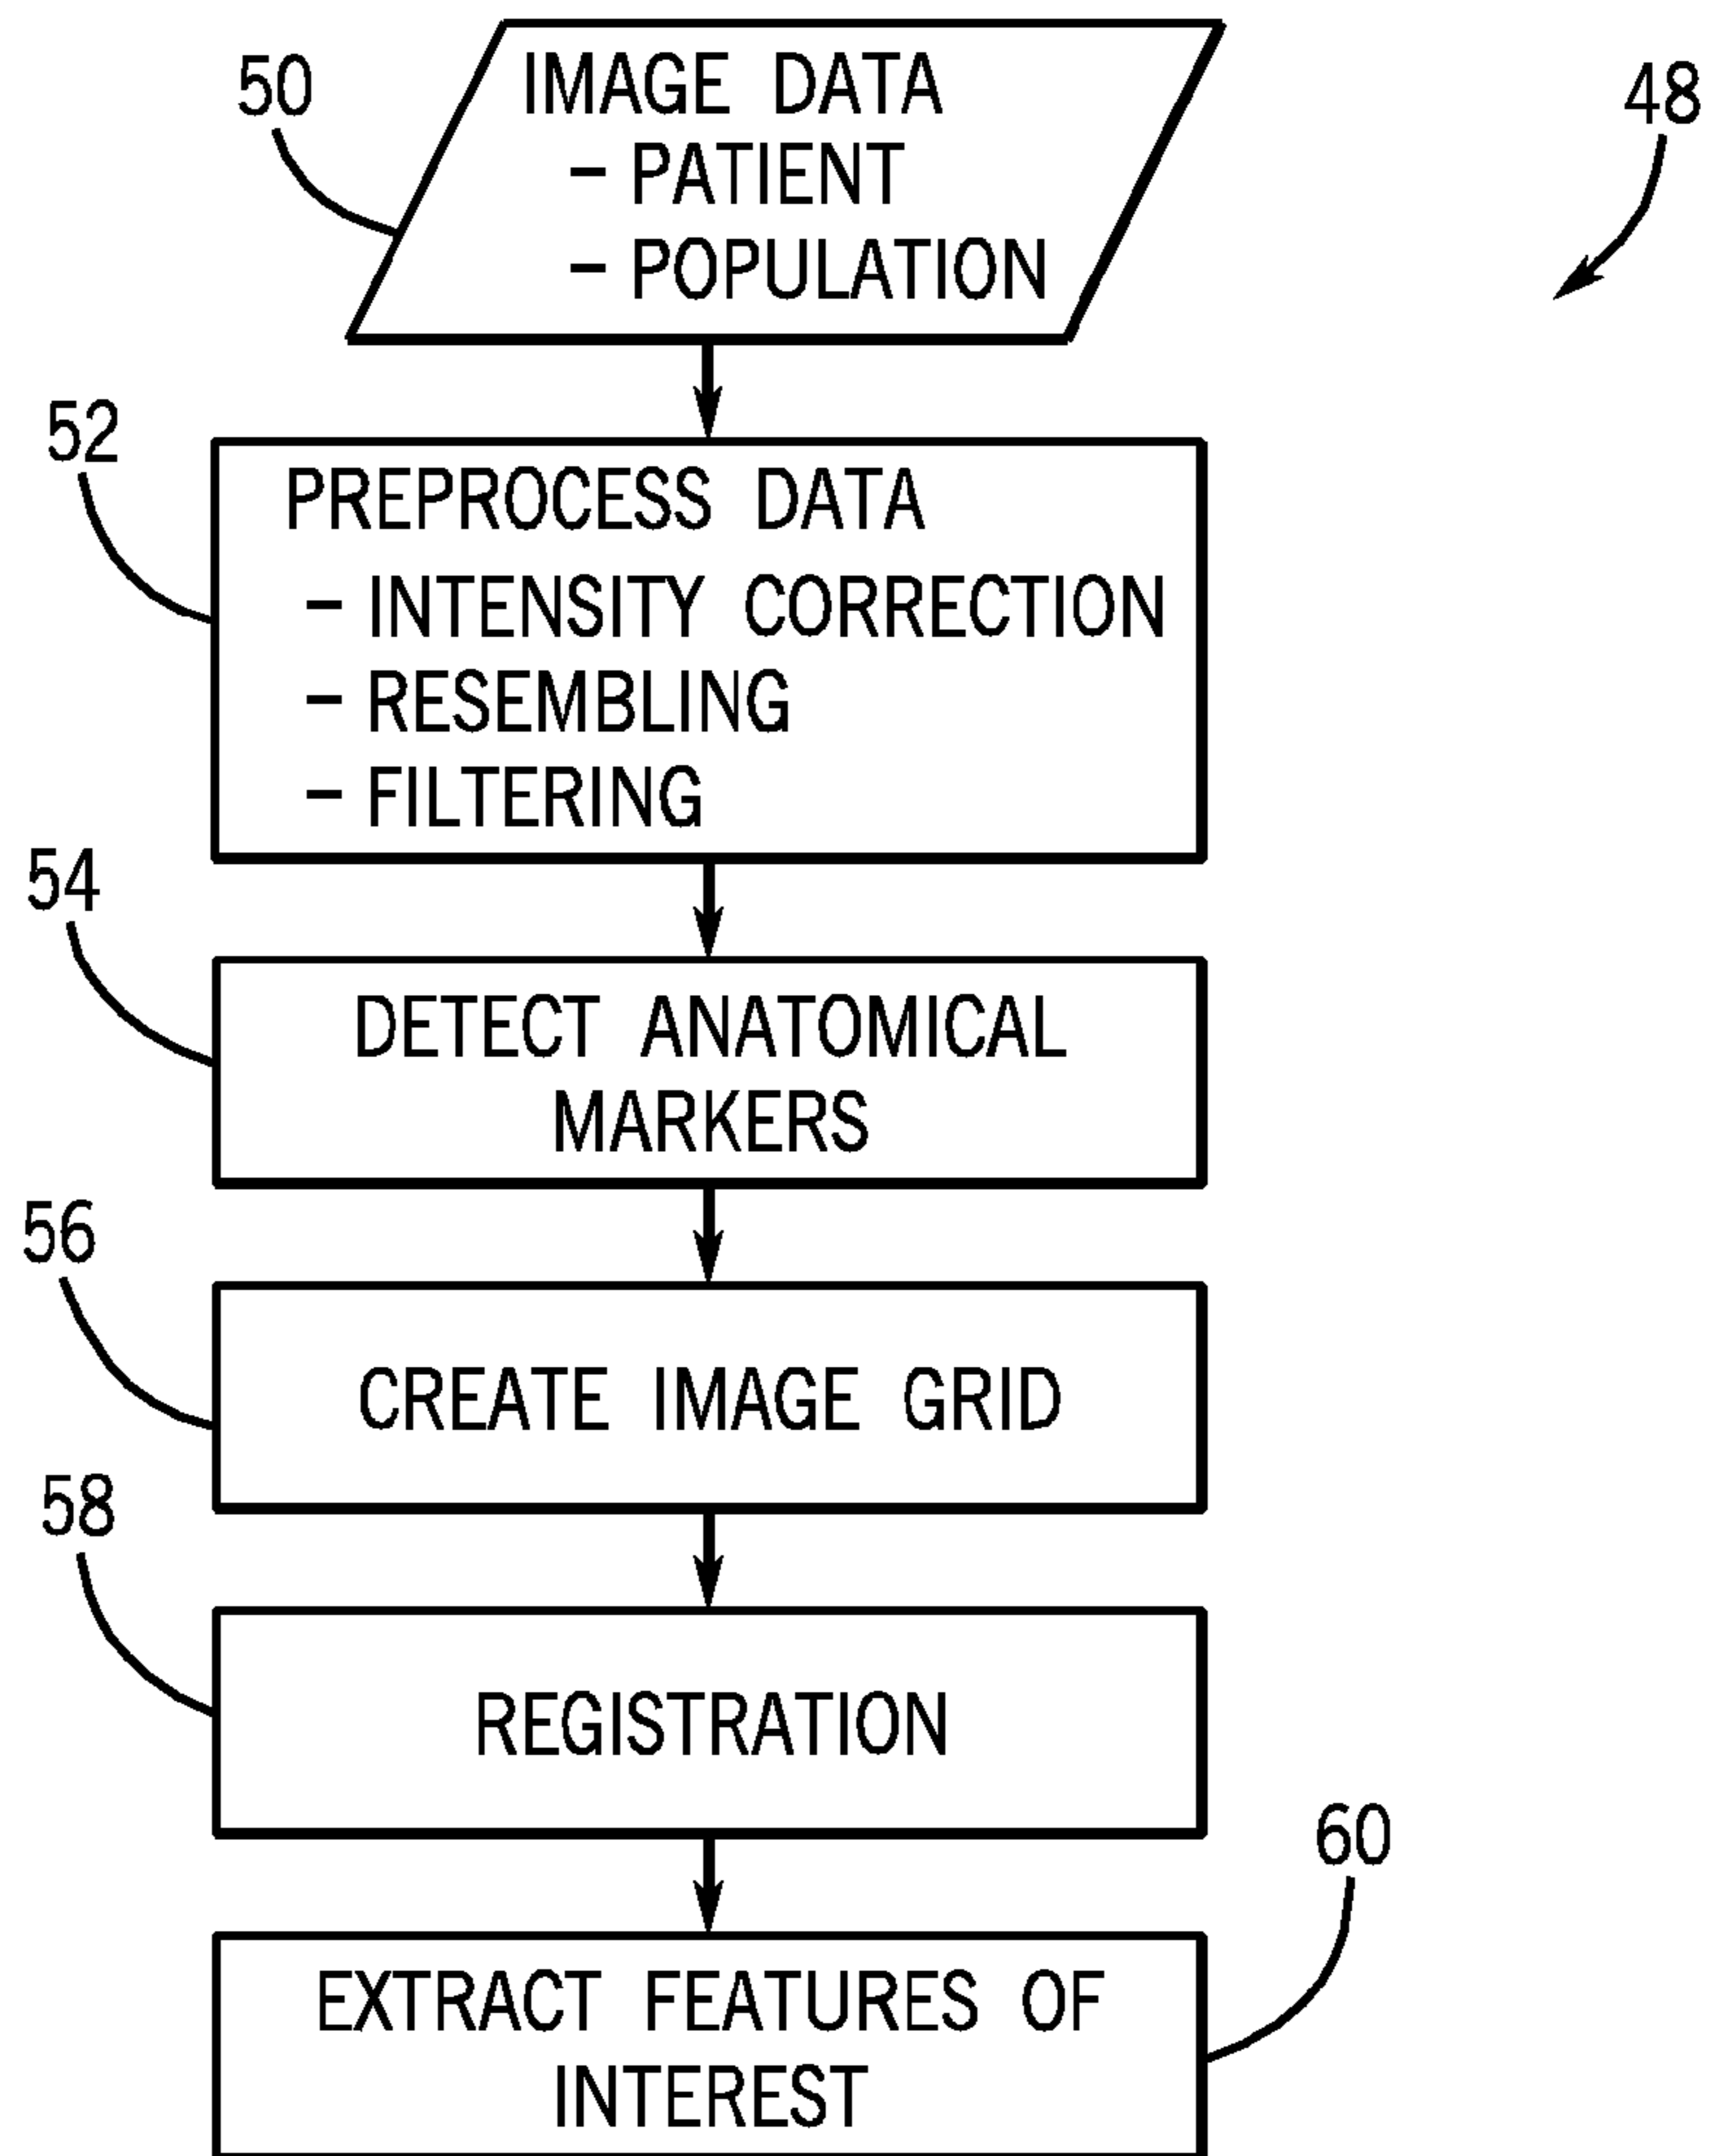 50
IMAGE DATA
- PATIENT
- POPULATION
48
52
PREPROCESS DATA
- INTENSITY CORRECTION
- RESEMBLING
- FILTERING
54
DETECT ANATOMICAL
MARKERS
56
CREATE IMAGE GRID
58
REGISTRATION
60
EXTRACT FEATURES OF
INTEREST